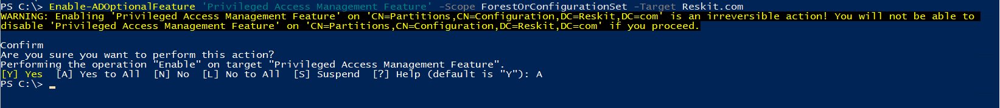 PS C:\> Enable-ADOptionalFeature 'Privileged Access Management Feature' -Scope ForestOrConfigurationSet -Target Reskit.com
WARNING: Enabling 'Privileged Access Management Feature' on 'CN=Partitions,CN=Configuration,DC=Reskit,DC=com' is an irreversible action! You will not be able to
disable 'Privileged Access Management Feature' on 'CN=Partitions,CN=Configuration,DC=Reskit,DC=com' if you proceed.
Confirm
Are you sure you want to perform this action?
Performing the operation "Enable" on target "Privileged Access Management Feature".
[Y] Yes  [A] Yes to All  [N] No  [L] No to All  [S] Suspend  [?] Help (default is "Y"): A
PS C:\>